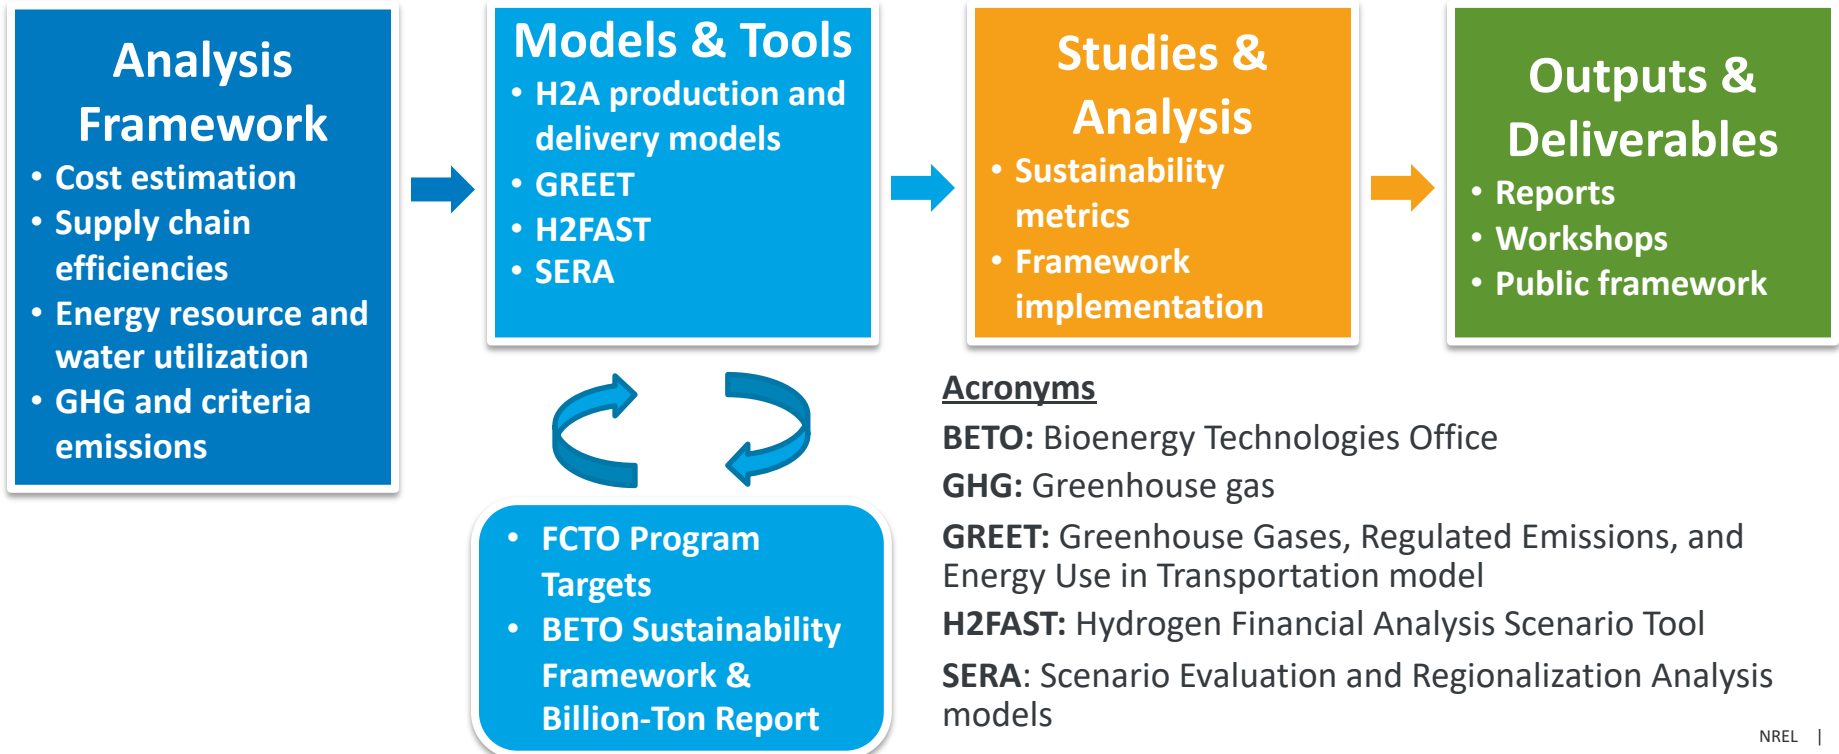 Analysis
Framework
• Cost estimation
• Supply chain
efficiencies
• Energy resource and
water utilization
• GHG and criteria
emissions
Models & Tools
• H2A production and
delivery models
• GREET
• H2FAST
• SERA
Studies &
Analysis
• Sustainability
metrics
• Framework
implementation
Outputs &
Deliverables
• Reports
• Workshops
• Public framework
• FCTO Program
Targets
• BETO Sustainability
Framework &
Billion-Ton Report
Acronyms
BETO: Bioenergy Technologies Office
GHG: Greenhouse gas
GREET: Greenhouse Gases, Regulated Emissions, and
Energy Use in Transportation model
H2FAST: Hydrogen Financial Analysis Scenario Tool
SERA: Scenario Evaluation and Regionalization Analysis
models
NREL |